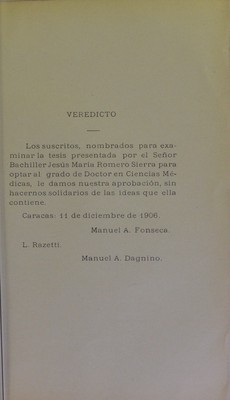 VEREDICTO
Los suscritos, nombrados para exa-
minar la tesis presentada por el Señor
Bachiller Jesús María Romero Sierra para
optar al grado de Doctor en Ciencias Mé-
dicas, le damos nuestra aprobación, sin
hacernos solidarios de las ideas que ella
contiene.
Caracas: 11 de diciembre de 1906.
Manuel A. Fonseca.
L. Razetti.
Manuel A. Dagnino.